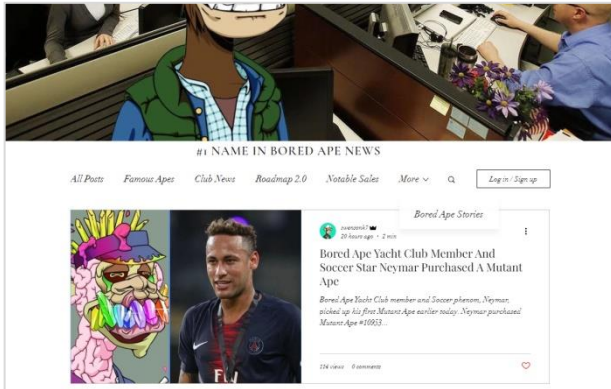 #1 NAME IN BORED APE NEWS
All Posts Famous Apes Club News Roadmap 2.0 Notable Sales More Log in / Sign up
Bored Ape Stories
20 hours ago · 2 min
Bored Ape Yacht Club Member And
Soccer Star Neymar Purchased A Mutant
Ape
Bored Ape Yacht Club member and Soccer phenom, Neymar,
picked up his first Mutant Ape earlier today. Neymar purchased
Mutant Ape #10953...
views 0 comments